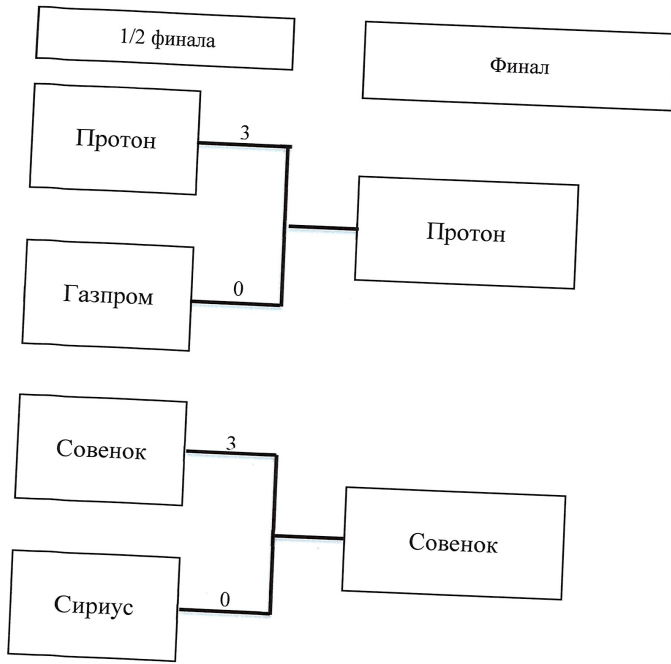 1/2 финала
Финал
Протон
3
Протон
Газпром
0
Совенок
3
Совенок
Сириус
0